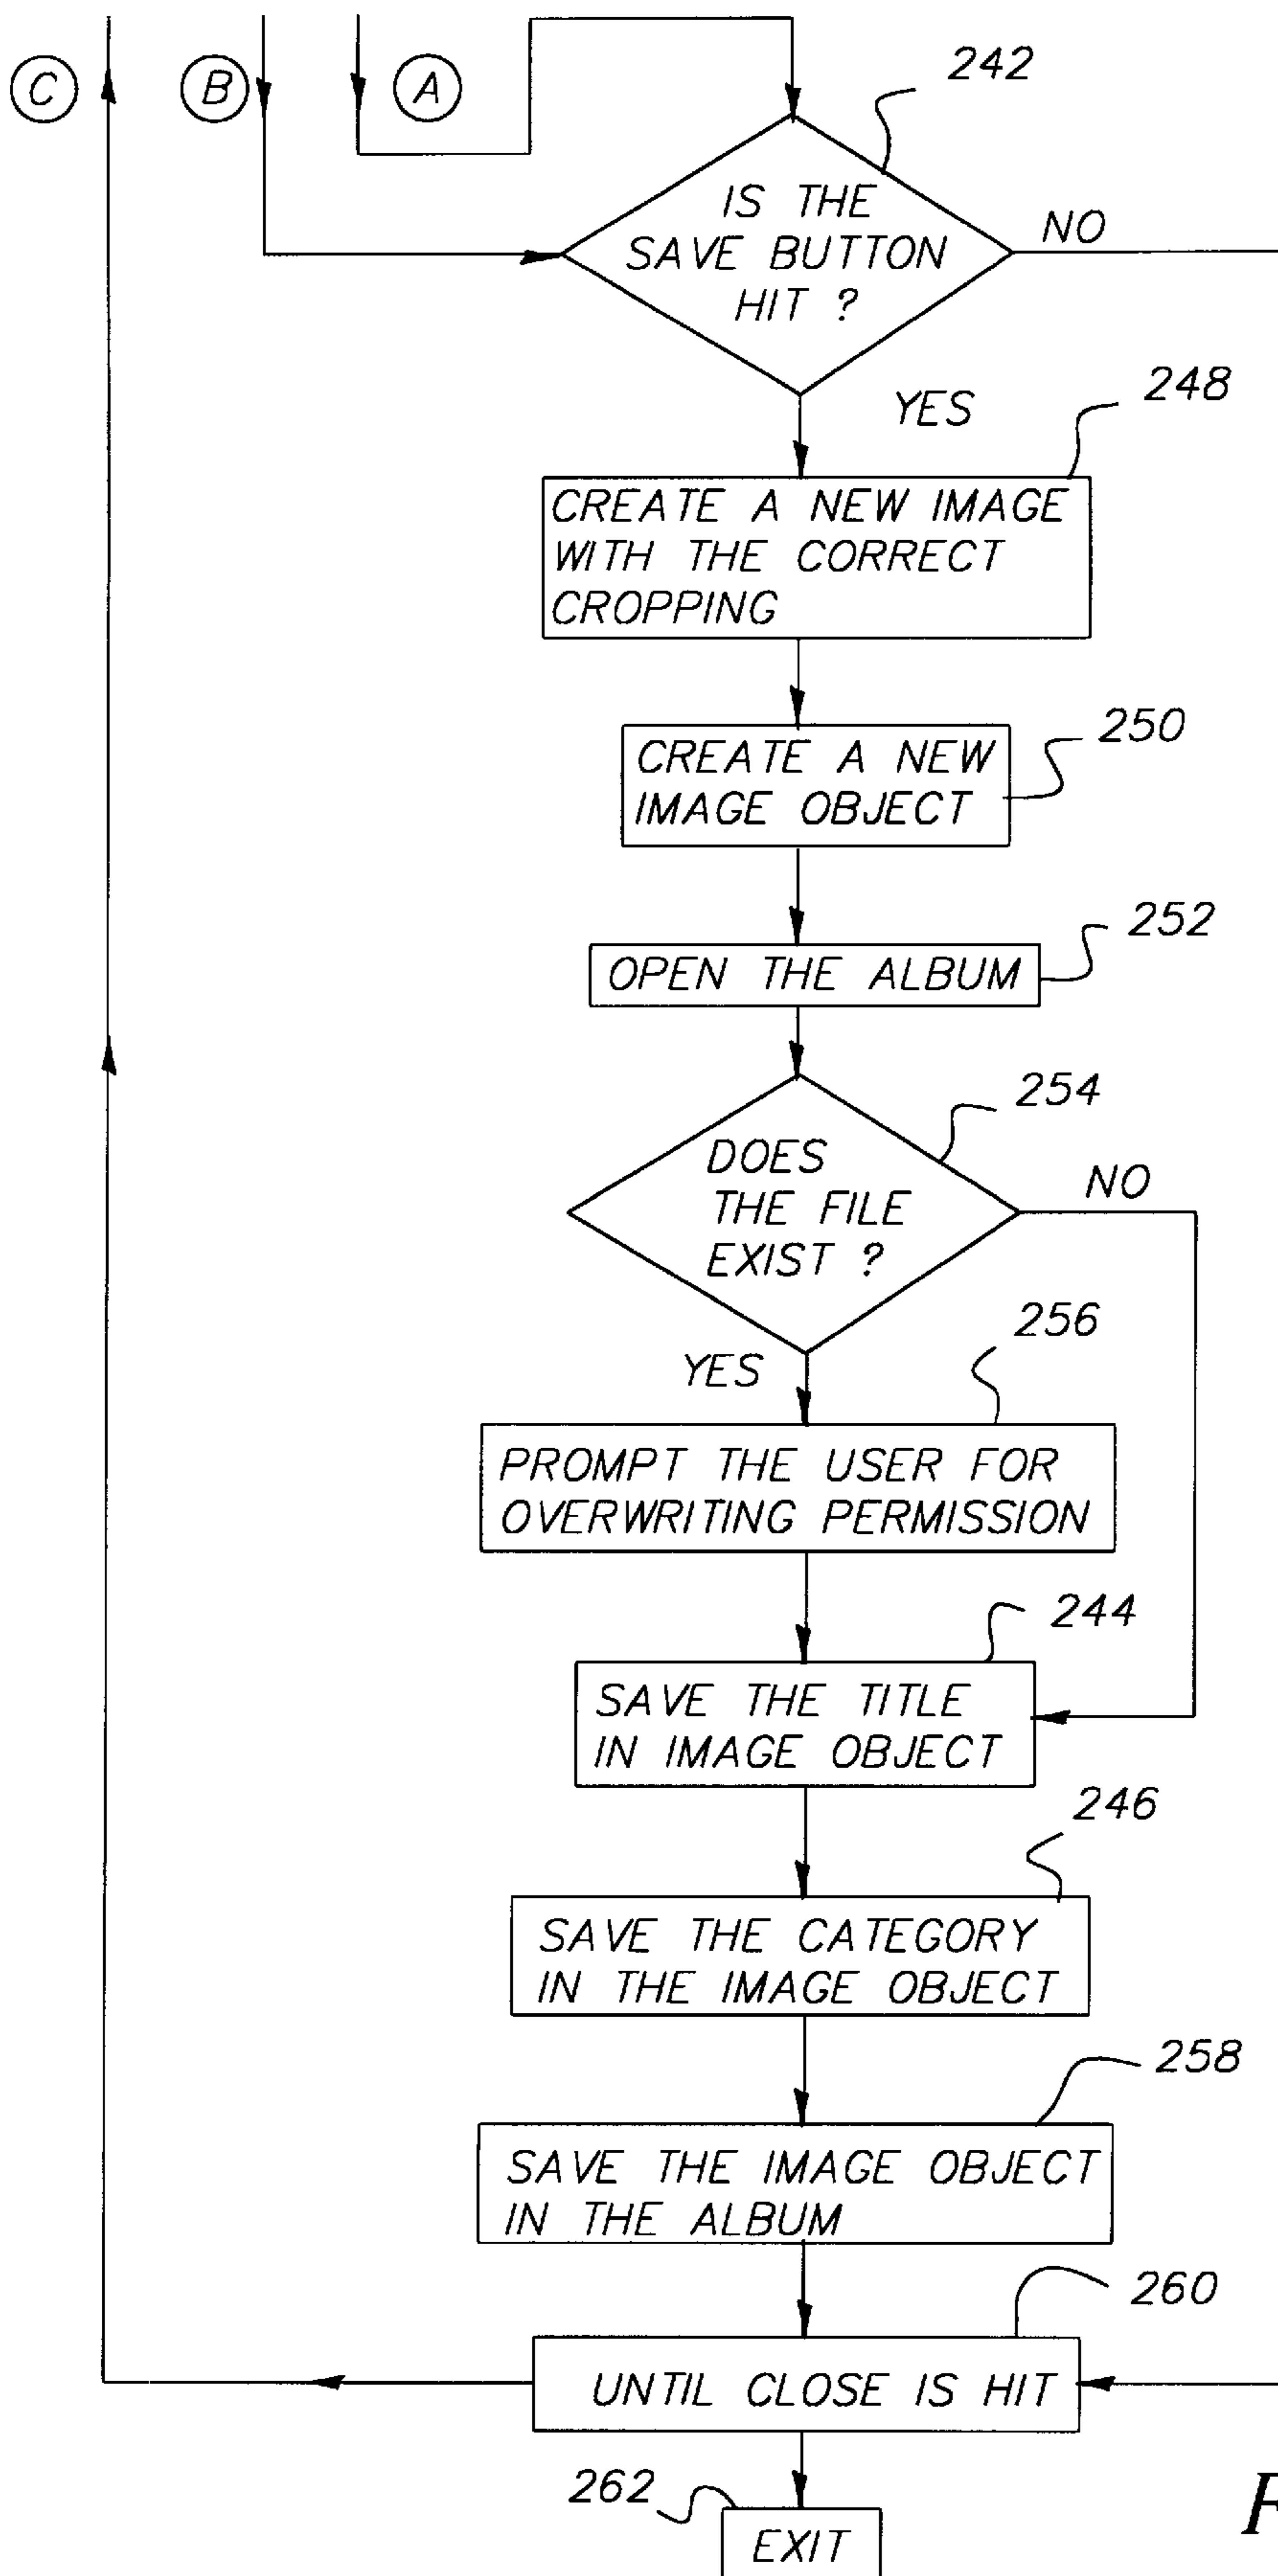 C
B
A
242
IS THE
SAVE BUTTON
HIT ?
NO
YES
248
CREATE A NEW IMAGE
WITH THE CORRECT
CROPPING
250
CREATE A NEW
IMAGE OBJECT
252
OPEN THE ALBUM
254
DOES
THE FILE
EXIST ?
NO
256
YES
PROMPT THE USER FOR
OVERWRITING PERMISSION
244
SAVE THE TITLE
IN IMAGE OBJECT
246
SAVE THE CATEGORY
IN THE IMAGE OBJECT
258
SAVE THE IMAGE OBJECT
IN THE ALBUM
260
UNTIL CLOSE IS HIT
262
EXIT